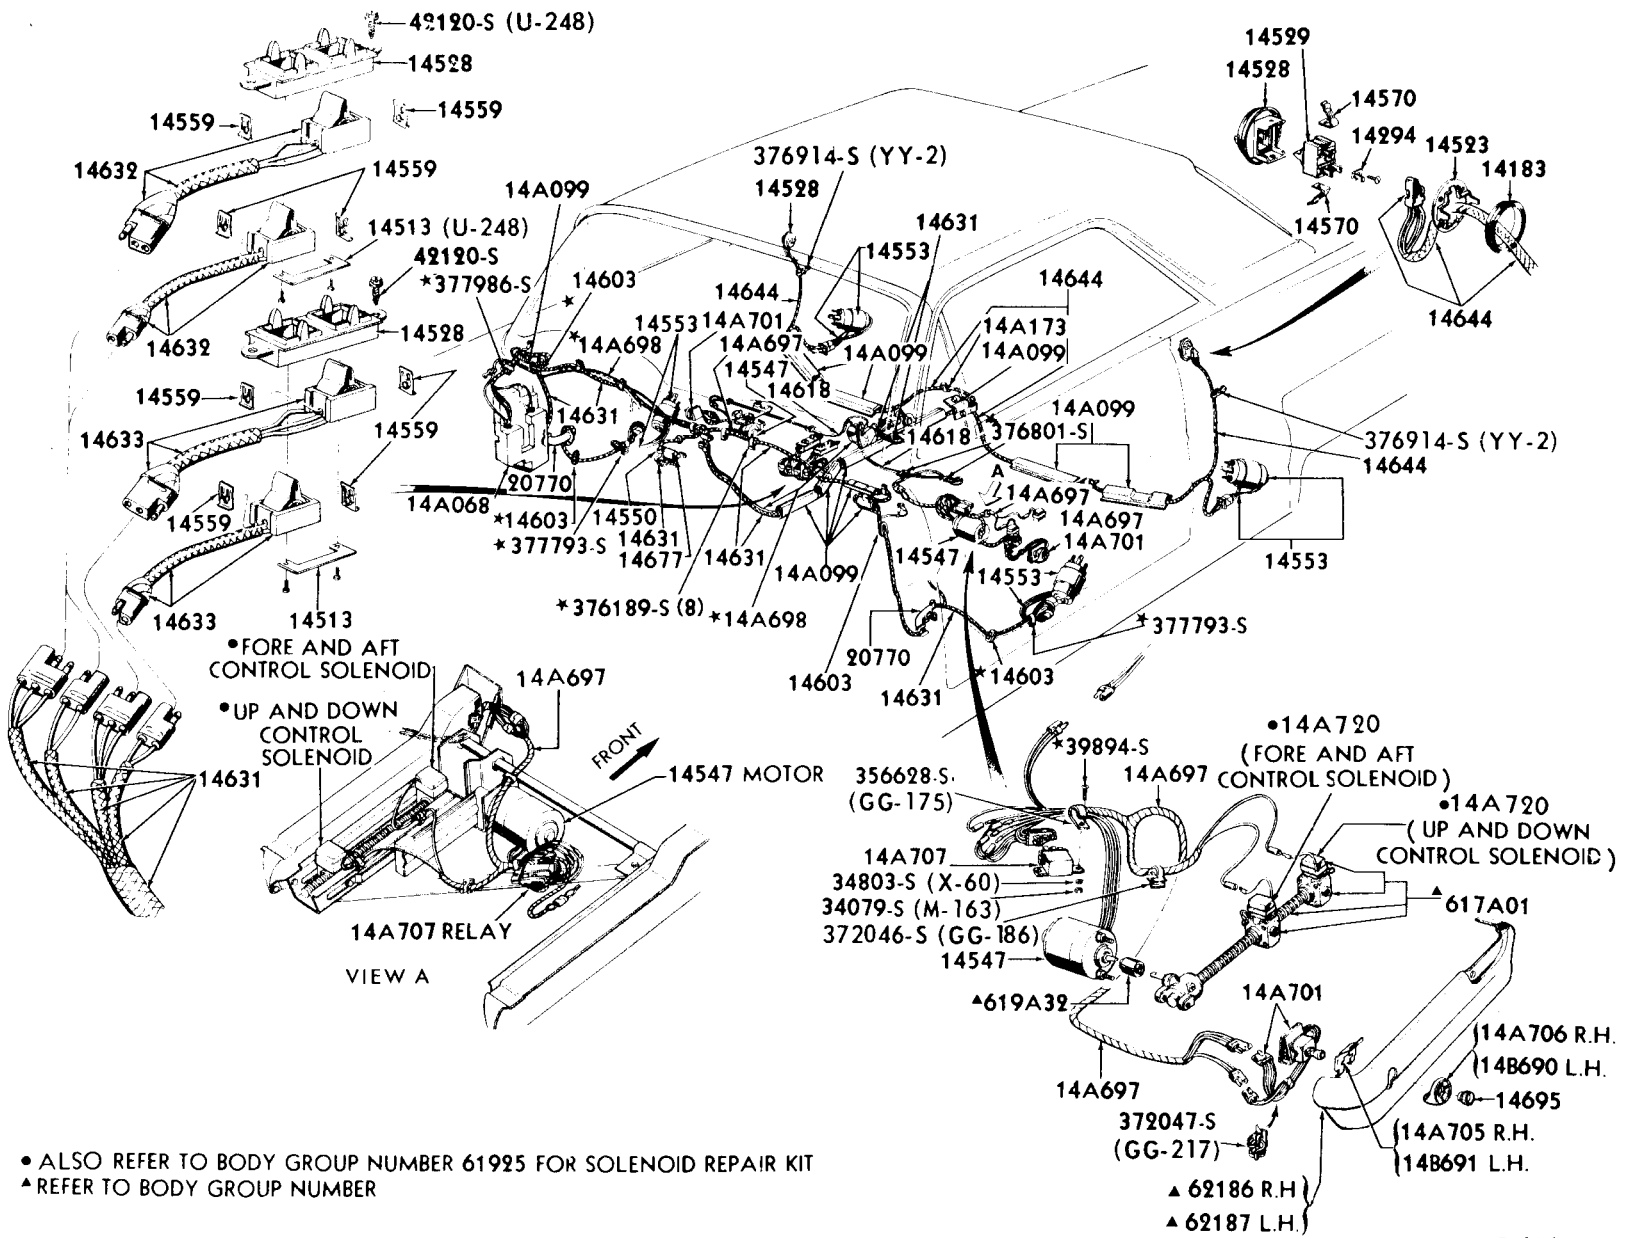 42120-S (U-248)
14528
14559
14559
14632
14559
14513 (U-248)
42120-S
★377986-S
14632
14528
14559
14559
14633
14559
14633
14513
14631
14A099
★
14603
★14A698
14553
14A701
14A697
14547
14618
376914-S (YY-2)
14528
14644
14553
14631
14A099
14644
14A173
14A099
14A099
14618
376801-S
A
14631
20770
14A068
★14603
★377793-S
14550
14631
14677
14631
14A099
★376189-S (8)
★14A698
14A697
14A697
14A701
14547
14553
14553
376914-S (YY-2)
14644
★377793-S
20770
14603
14631
★14603
14529
14528
14570
14294
14523
14183
14570
14644
●FORE AND AFT
CONTROL SOLENOID
●UP AND DOWN
CONTROL
SOLENOID
14A697
FRONT
14547 MOTOR
14A707 RELAY
VIEW A
★39894-S
356628-S
(GG-175)
14A697
●14A720
(FORE AND AFT
CONTROL SOLENOID)
●14A720
(UP AND DOWN
CONTROL SOLENOID)
14A707
34803-S (X-60)
34079-S (M-163)
372046-S (GG-186)
14547
▲617A01
▲619A32
14A701
14A697
372047-S
(GG-217)
14A706 R.H.
14B690 L.H.
14695
14A705 R.H.
14B691 L.H.
▲ 62186 R.H
▲ 62187 L.H.
● ALSO REFER TO BODY GROUP NUMBER 61925 FOR SOLENOID REPAIR KIT
▲ REFER TO BODY GROUP NUMBER